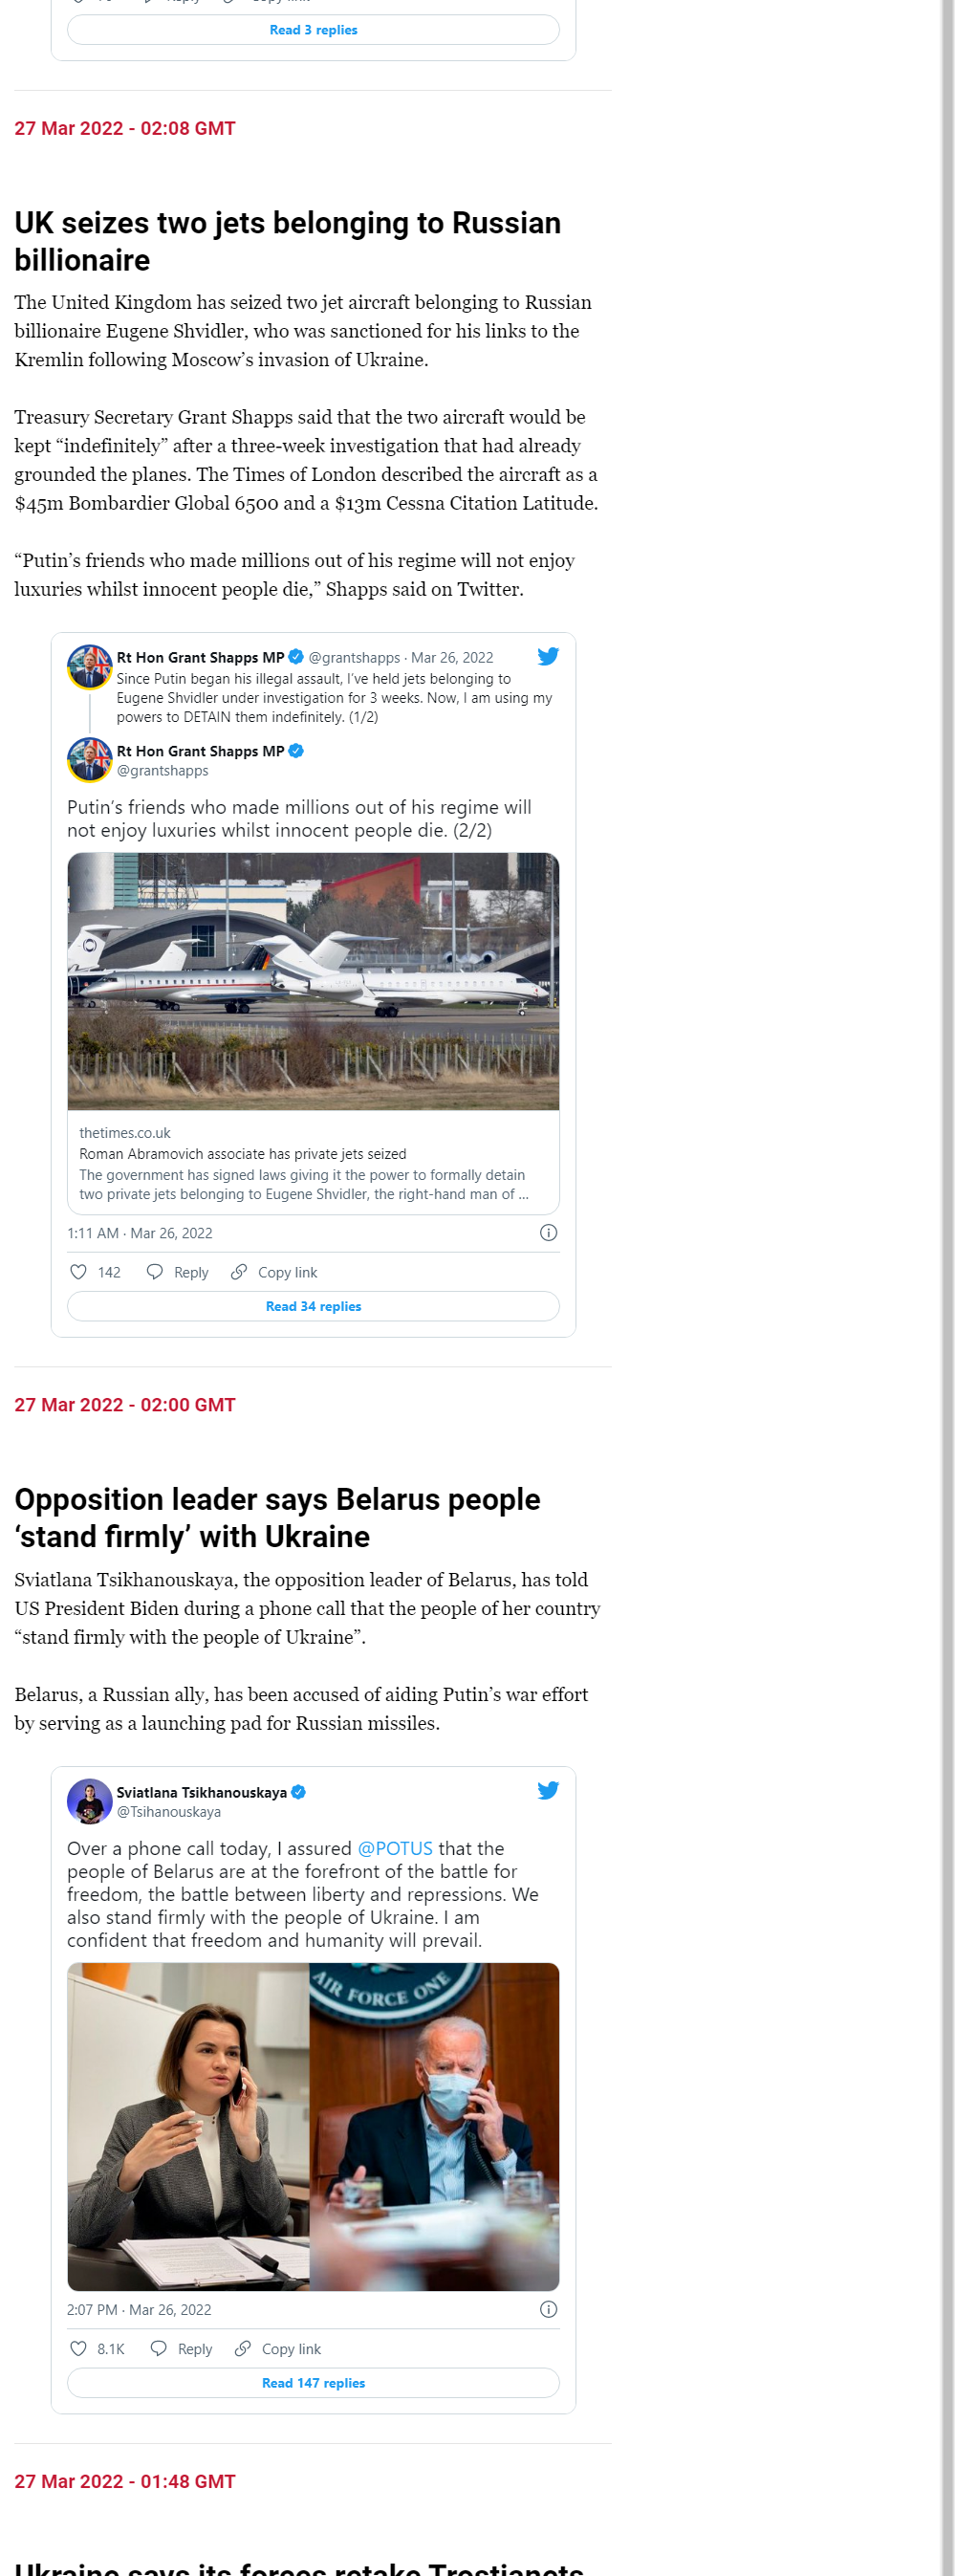 Read 3 replies
27 Mar 2022 - 02:08 GMT
UK seizes two jets belonging to Russian
billionaire
The United Kingdom has seized two jet aircraft belonging to Russian
billionaire Eugene Shvidler, who was sanctioned for his links to the
Kremlin following Moscow’s invasion of Ukraine.
Treasury Secretary Grant Shapps said that the two aircraft would be
kept “indefinitely” after a three-week investigation that had already
grounded the planes. The Times of London described the aircraft as a
$45m Bombardier Global 6500 and a $13m Cessna Citation Latitude.
“Putin’s friends who made millions out of his regime will not enjoy
luxuries whilst innocent people die,” Shapps said on Twitter.
Rt Hon Grant Shapps MP @grantshapps · Mar 26, 2022
Since Putin began his illegal assault, I’ve held jets belonging to
Eugene Shvidler under investigation for 3 weeks. Now, I am using my
powers to DETAIN them indefinitely. (1/2)
Rt Hon Grant Shapps MP
@grantshapps
Putin’s friends who made millions out of his regime will
not enjoy luxuries whilst innocent people die. (2/2)
thetimes.co.uk
Roman Abramovich associate has private jets seized
The government has signed laws giving it the power to formally detain
two private jets belonging to Eugene Shvidler, the right-hand man of ...
1:11 AM · Mar 26, 2022
142 Reply Copy link
Read 34 replies
27 Mar 2022 - 02:00 GMT
Opposition leader says Belarus people
‘stand firmly’ with Ukraine
Sviatlana Tsikhanouskaya, the opposition leader of Belarus, has told
US President Biden during a phone call that the people of her country
“stand firmly with the people of Ukraine”.
Belarus, a Russian ally, has been accused of aiding Putin’s war effort
by serving as a launching pad for Russian missiles.
Sviatlana Tsikhanouskaya
@Tsihanouskaya
Over a phone call today, I assured @POTUS that the
people of Belarus are at the forefront of the battle for
freedom, the battle between liberty and repressions. We
also stand firmly with the people of Ukraine. I am
confident that freedom and humanity will prevail.
AIR FORCE ONE
2:07 PM · Mar 26, 2022
8.1K Reply Copy link
Read 147 replies
27 Mar 2022 - 01:48 GMT
Ukraine says its forces retake Trostianets